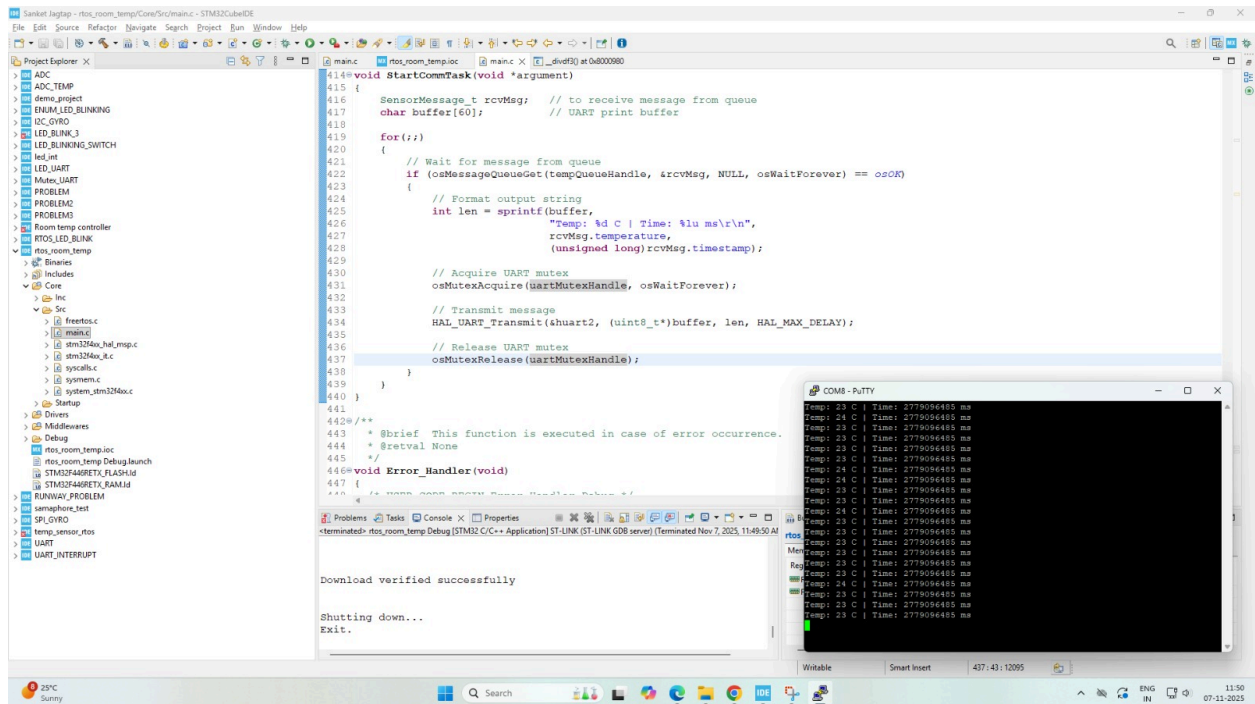 Sanket Jagtap - rtos_room_temp/Core/Src/main.c - STM32CubeIDE
File Edit Source Refactor Navigate Search Project Run Window Help
Project Explorer
main.c
rtos_room_temp.ioc
main.c
__divdf3() at 0x8000980
ADC
ADC_TEMP
demo_project
ENUM_LED_BLINKING
I2C_GYRO
LED_BLINK_3
LED_BLINKING_SWITCH
led_int
LED_UART
Mutex_UART
PROBLEM
PROBLEM2
PROBLEM3
Room temp controller
RTOS_LED_BLINK
rtos_room_temp
Binaries
Includes
Core
Inc
Src
freertos.c
main.c
stm32f4xx_hal_msp.c
stm32f4xx_it.c
syscalls.c
sysmem.c
system_stm32f4xx.c
Startup
Drivers
Middlewares
Debug
rtos_room_temp.ioc
rtos_room_temp Debug.launch
STM32F446RETX_FLASH.ld
STM32F446RETX_RAM.ld
RUNWAY_PROBLEM
samaphore_test
SPI_GYRO
temp_sensor_rtos
UART
UART_INTERRUPT
414 void StartCommTask(void *argument)
415 {
416 SensorMessage_t rcvMsg; // to receive message from queue
417 char buffer[60]; // UART print buffer
418
419 for(;;)
420 {
421 // Wait for message from queue
422 if (osMessageQueueGet(tempQueueHandle, &rcvMsg, NULL, osWaitForever) == osOK)
423 {
424 // Format output string
425 int len = sprintf(buffer,
426 "Temp: %d C | Time: %lu ms\r\n",
427 rcvMsg.temperature,
428 (unsigned long)rcvMsg.timestamp);
429
430 // Acquire UART mutex
431 osMutexAcquire(uartMutexHandle, osWaitForever);
432
433 // Transmit message
434 HAL_UART_Transmit(&huart2, (uint8_t*)buffer, len, HAL_MAX_DELAY);
435
436 // Release UART mutex
437 osMutexRelease(uartMutexHandle);
438 }
439 }
440 }
441
442 /**
443 * @brief This function is executed in case of error occurrence.
444 * @retval None
445 */
446 void Error_Handler(void)
447 {
Problems Tasks Console Properties
<terminated> rtos_room_temp Debug [STM32 C/C++ Application] ST-LINK (ST-LINK GDB server) (Terminated Nov 7, 2025, 11:49:50 AM
Download verified successfully
Shutting down...
Exit.
COM8 - PuTTY
Temp: 23 C | Time: 2779096485 ms
Temp: 24 C | Time: 2779096485 ms
Temp: 23 C | Time: 2779096485 ms
Temp: 23 C | Time: 2779096485 ms
Temp: 23 C | Time: 2779096485 ms
Temp: 23 C | Time: 2779096485 ms
Temp: 24 C | Time: 2779096485 ms
Temp: 24 C | Time: 2779096485 ms
Temp: 23 C | Time: 2779096485 ms
Temp: 24 C | Time: 2779096485 ms
Temp: 23 C | Time: 2779096485 ms
Temp: 23 C | Time: 2779096485 ms
Temp: 23 C | Time: 2779096485 ms
Temp: 23 C | Time: 2779096485 ms
Temp: 23 C | Time: 2779096485 ms
Temp: 23 C | Time: 2779096485 ms
Temp: 23 C | Time: 2779096485 ms
Temp: 24 C | Time: 2779096485 ms
Temp: 23 C | Time: 2779096485 ms
Temp: 23 C | Time: 2779096485 ms
Temp: 23 C | Time: 2779096485 ms
Writable Smart Insert 437 : 43 : 12095
25°C
Sunny
Search
ENG
IN
11:50
07-11-2025